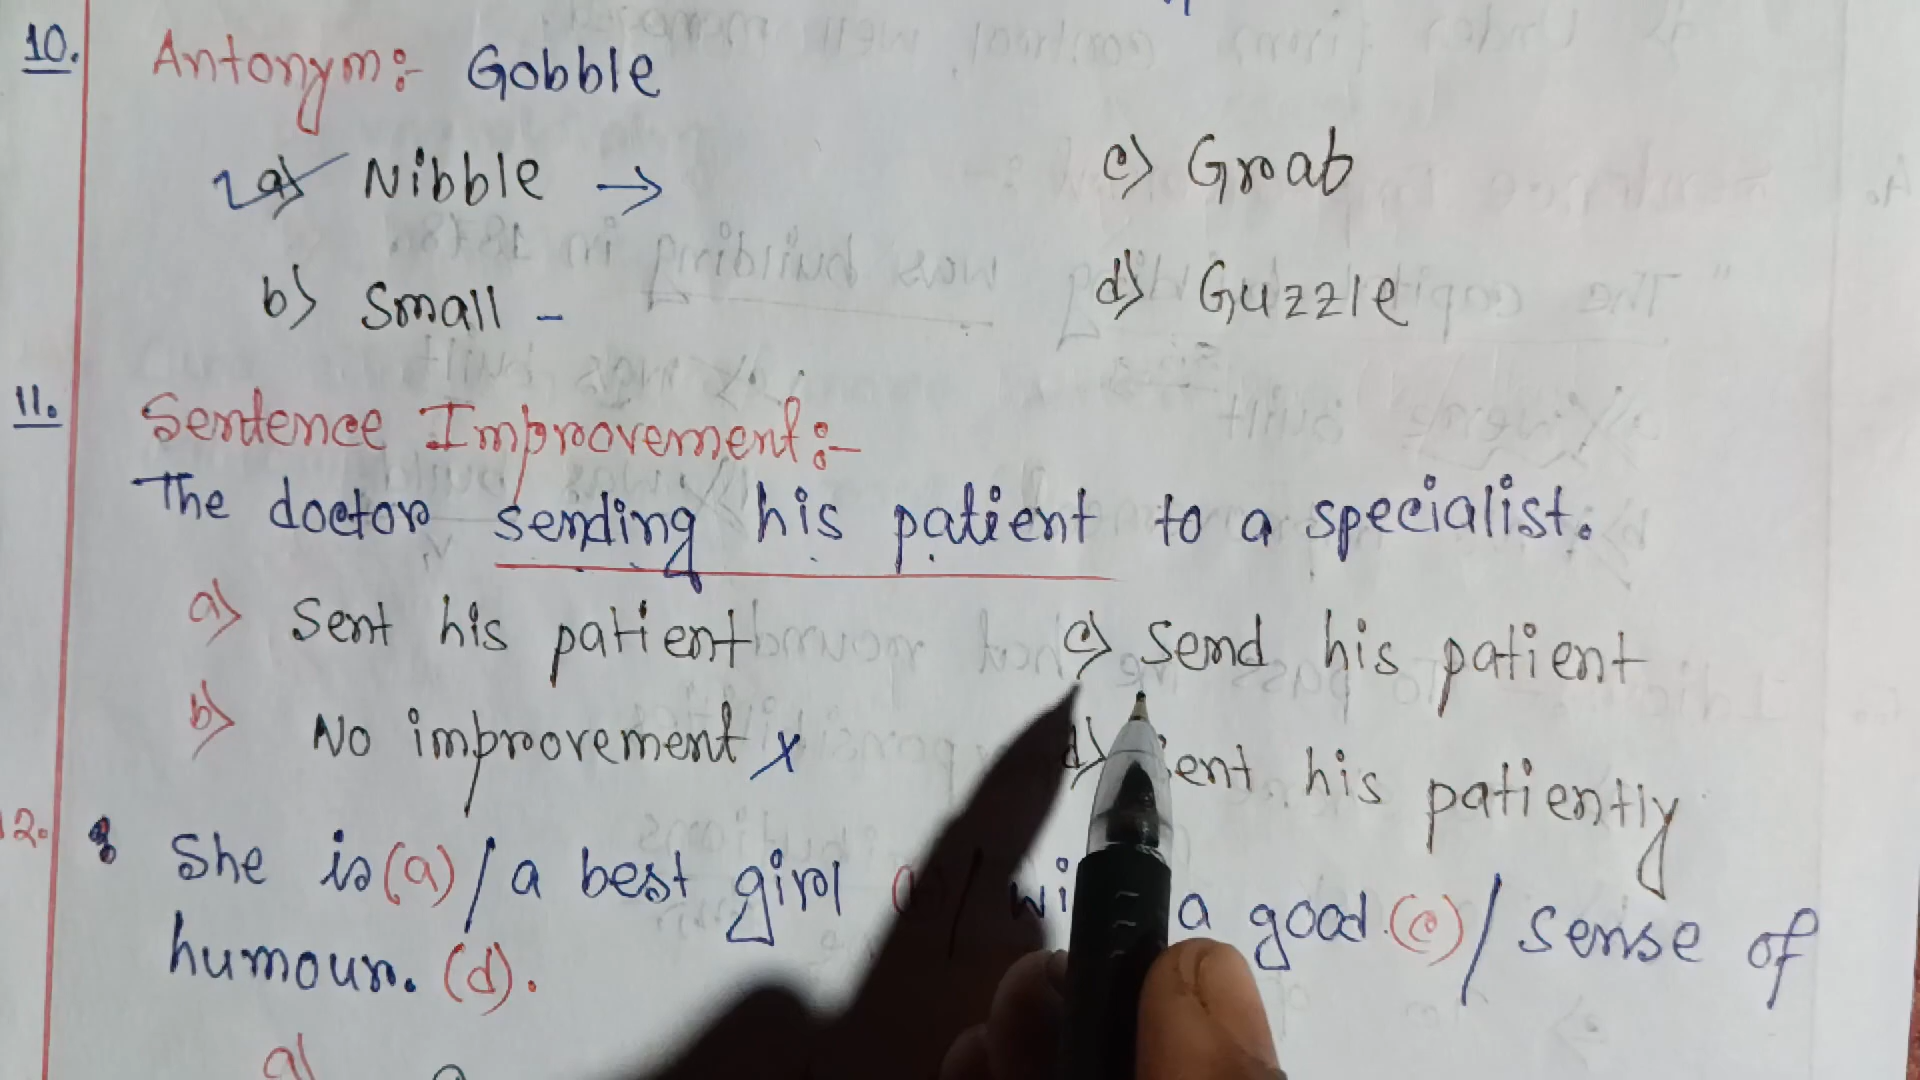 10. Antonym:- Gobble
a) Nibble →
c) Grab
b) Small -
d) Guzzle
11. Sentence Improvement:-
The doctor sending his patient to a specialist.
a) Sent his patient
c) Send his patient
b) No improvement x
d) ent his patiently
12. She is (a) / a best girl / wi a good (c) / sense of
humour. (d).
a)